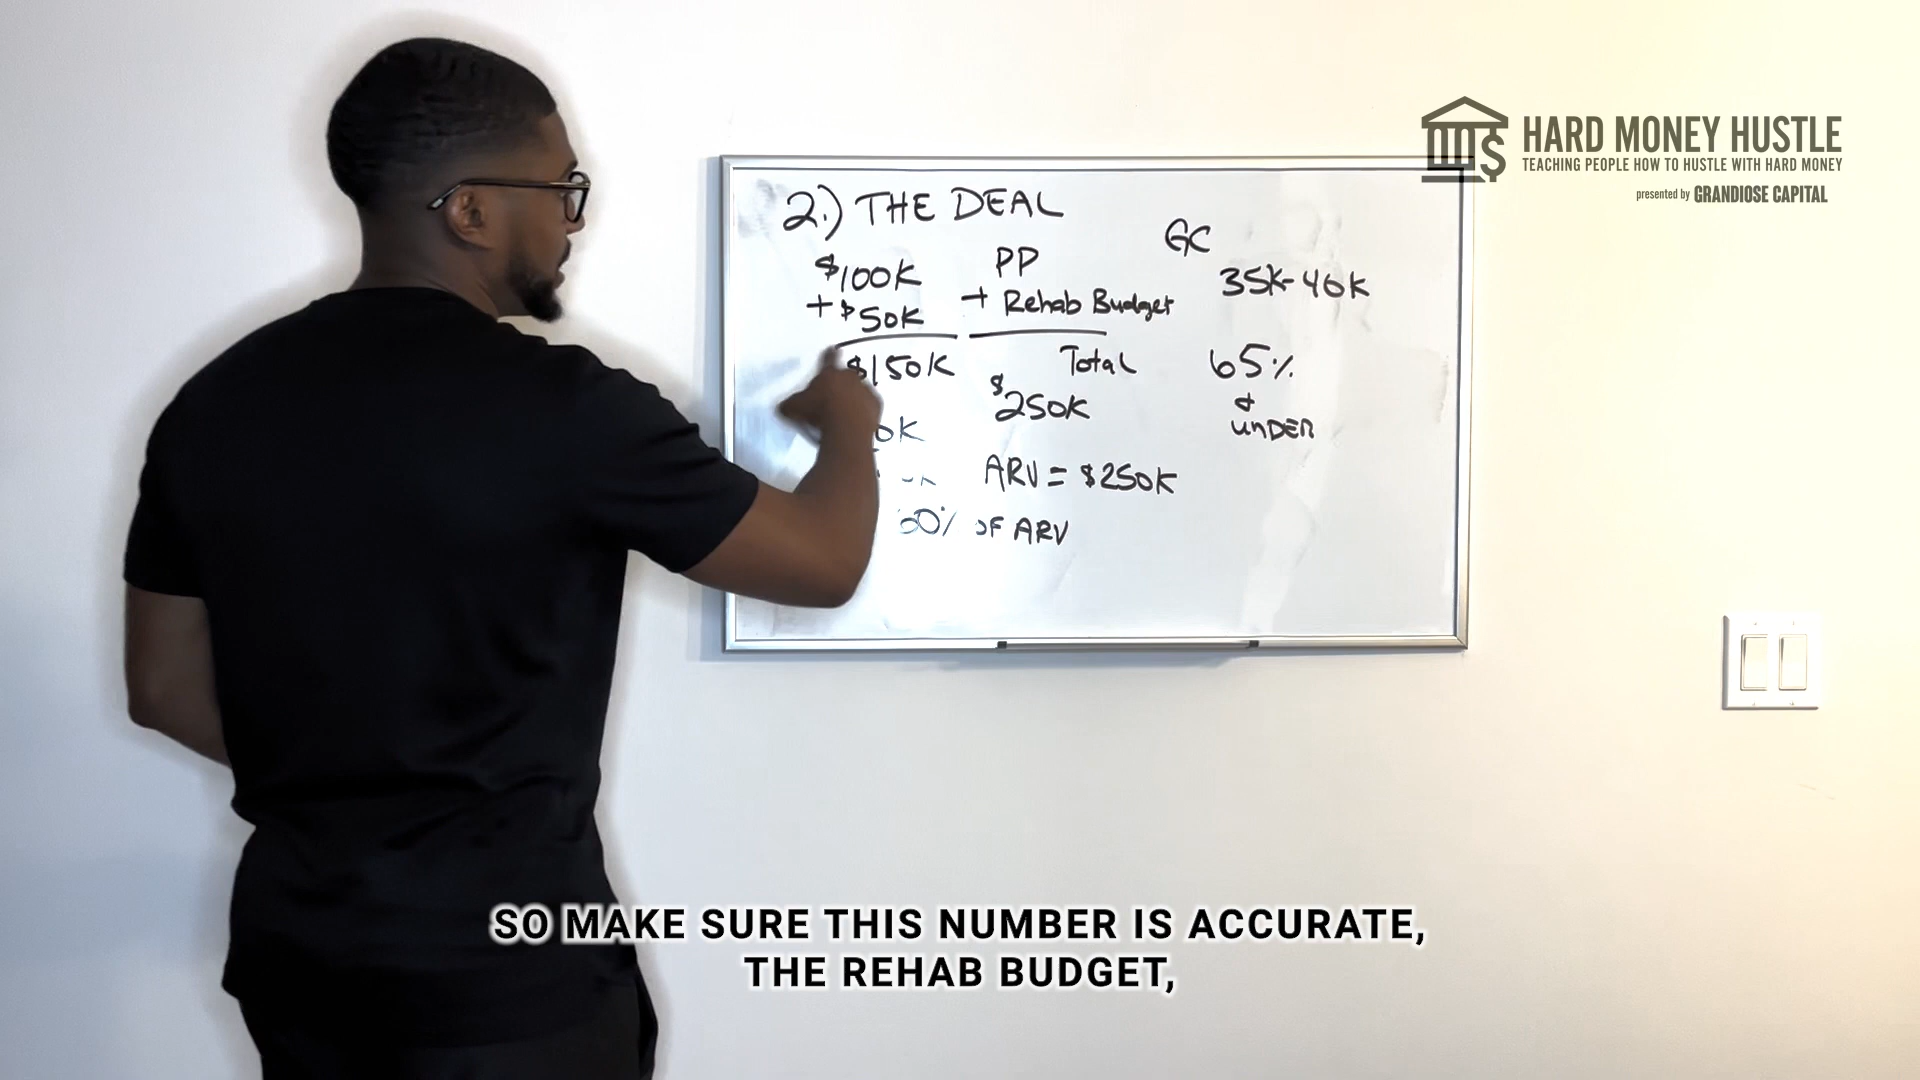 HARD MONEY HUSTLE
TEACHING PEOPLE HOW TO HUSTLE WITH HARD MONEY
presented by GRANDIOSE CAPITAL
2.) THE DEAL
GC
35K-40K
$100K PP
+ $50K + Rehab Budget
$150K Total
65%
&
UNDER
$250K
ARV = $250K
60% OF ARV
SO MAKE SURE THIS NUMBER IS ACCURATE,
THE REHAB BUDGET,